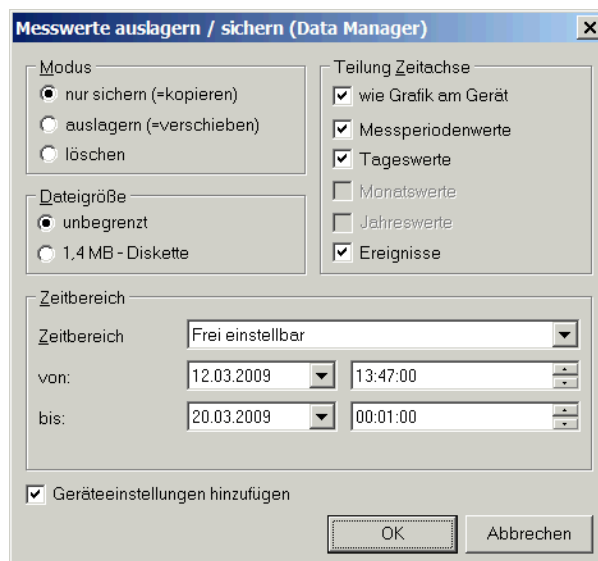 Messwerte auslagern / sichern (Data Manager)
Modus
nur sichern (=kopieren)
auslagern (=verschieben)
löschen
Dateigröße
unbegrenzt
1,4 MB - Diskette
Teilung Zeitachse
wie Grafik am Gerät
Messperiodenwerte
Tageswerte
Monatswerte
Jahreswerte
Ereignisse
Zeitbereich
Zeitbereich Frei einstellbar
von: 12.03.2009 13:47:00
bis: 20.03.2009 00:01:00
Geräteeinstellungen hinzufügen
OK Abbrechen